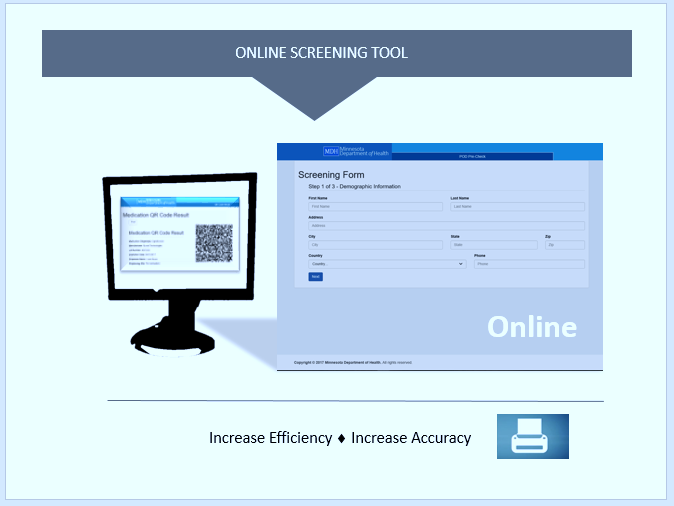 ONLINE SCREENING TOOL
MDH Minnesota
Department of Health
POD Pre-Check
Screening Form
Step 1 of 3 - Demographic Information
First Name Last Name
First Name Last Name
Address
Address
City State Zip
City State Zip
Country Phone
Country... Phone
Next
Online
Copyright © 2017 Minnesota Department of Health. All rights reserved.
Medication QR Code Result
Medication QR Code Result
Increase Efficiency ♦ Increase Accuracy